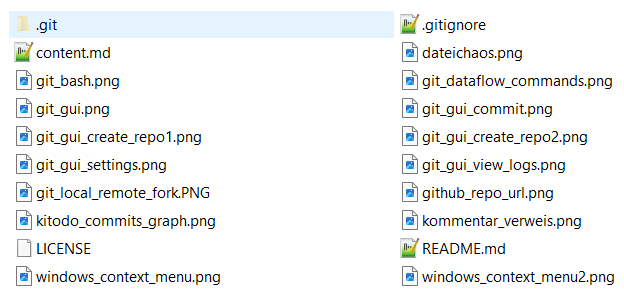 .git
.gitignore
content.md
dateichaos.png
git_bash.png
git_dataflow_commands.png
git_gui.png
git_gui_commit.png
git_gui_create_repo1.png
git_gui_create_repo2.png
git_gui_settings.png
git_gui_view_logs.png
git_local_remote_fork.PNG
github_repo_url.png
kitodo_commits_graph.png
kommentar_verweis.png
LICENSE
README.md
windows_context_menu.png
windows_context_menu2.png